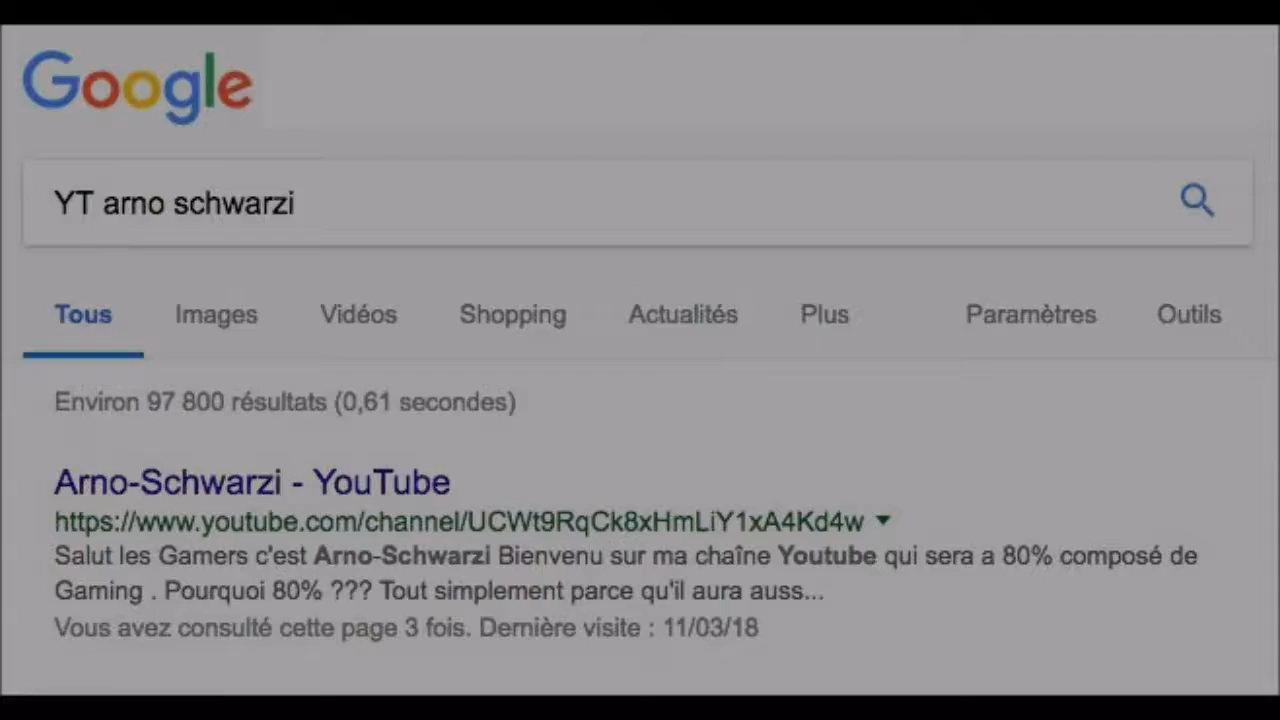 Google
YT arno schwarzi
Tous Images Vidéos Shopping Actualités Plus Paramètres Outils
Environ 97 800 résultats (0,61 secondes)
Arno-Schwarzi - YouTube
https://www.youtube.com/channel/UCWt9RqCk8xHmLiY1xA4Kd4w
Salut les Gamers c'est Arno-Schwarzi Bienvenu sur ma chaîne Youtube qui sera a 80% composé de
Gaming . Pourquoi 80% ??? Tout simplement parce qu'il aura auss...
Vous avez consulté cette page 3 fois. Dernière visite : 11/03/18